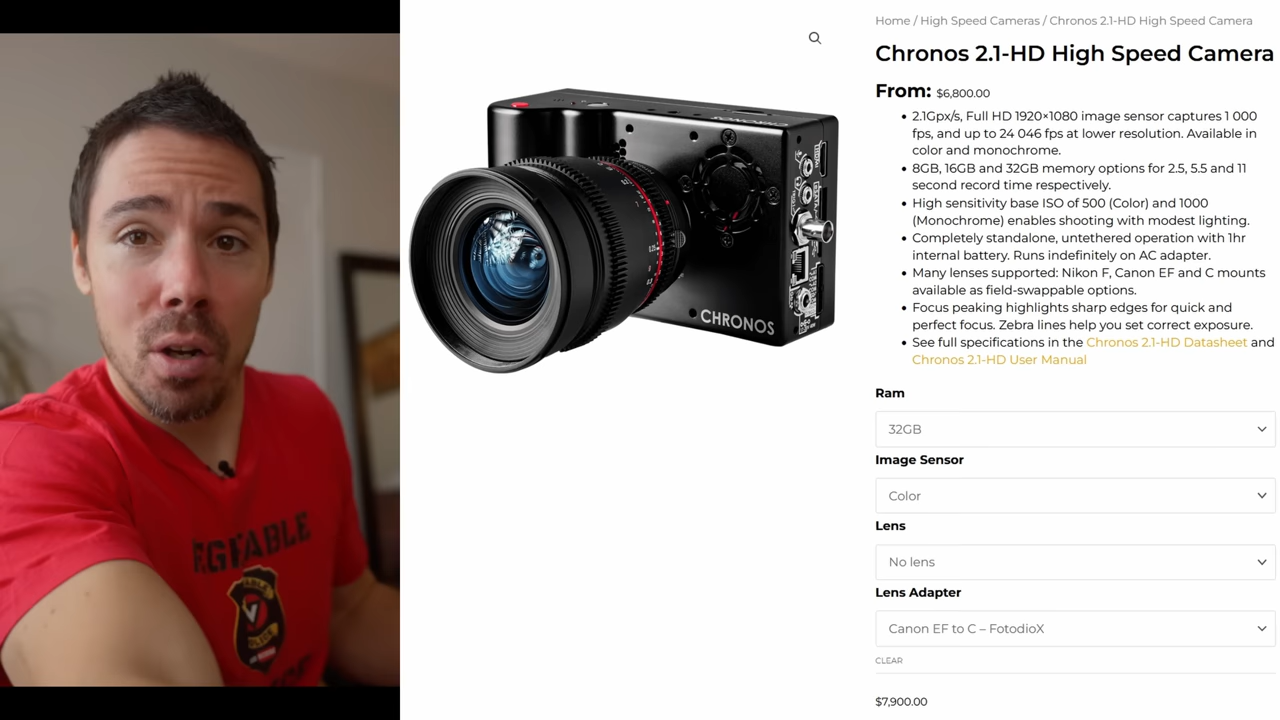 Home / High Speed Cameras / Chronos 2.1-HD High Speed Camera
Chronos 2.1-HD High Speed Camera
From: $6,800.00
2.1Gpx/s, Full HD 1920×1080 image sensor captures 1 000
fps, and up to 24 046 fps at lower resolution. Available in
color and monochrome.
8GB, 16GB and 32GB memory options for 2.5, 5.5 and 11
second record time respectively.
High sensitivity base ISO of 500 (Color) and 1000
(Monochrome) enables shooting with modest lighting.
Completely standalone, untethered operation with 1hr
internal battery. Runs indefinitely on AC adapter.
Many lenses supported: Nikon F, Canon EF and C mounts
available as field-swappable options.
Focus peaking highlights sharp edges for quick and
perfect focus. Zebra lines help you set correct exposure.
See full specifications in the Chronos 2.1-HD Datasheet and
Chronos 2.1-HD User Manual
Ram
32GB
Image Sensor
Color
Lens
No lens
Lens Adapter
Canon EF to C – FotodioX
CLEAR
$7,900.00
CHRONOS
CHRONOS